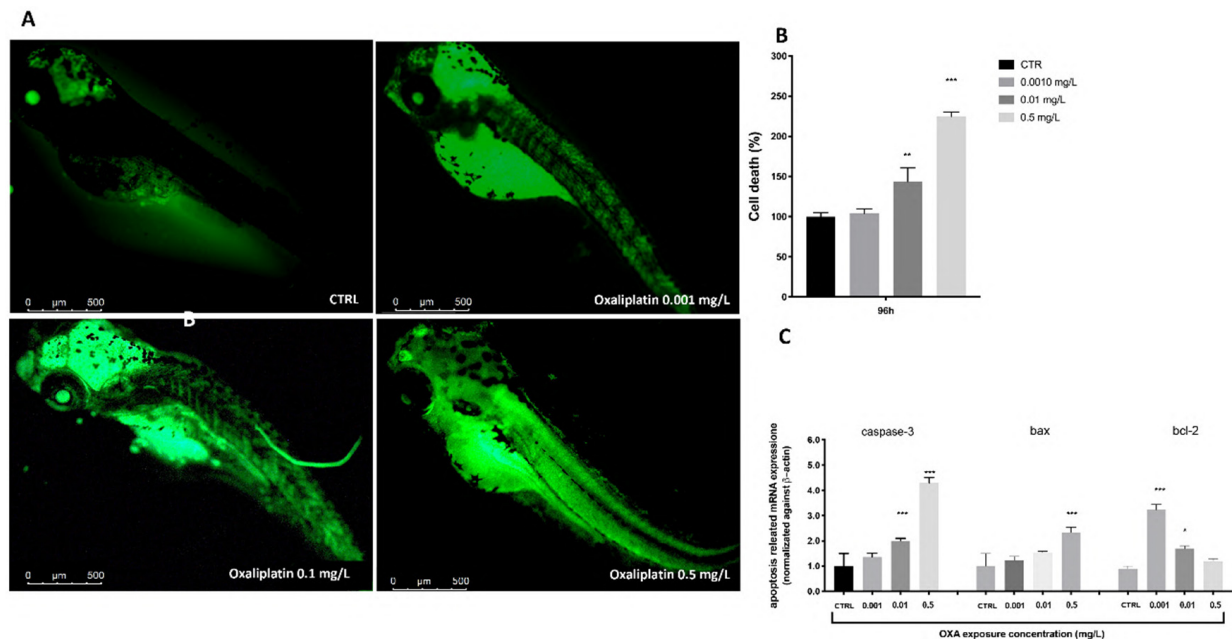 A
0 µm 500
CTRL
0 µm 500
Oxaliplatin 0.001 mg/L
D
0 µm 500
Oxaliplatin 0.1 mg/L
0 µm 500
Oxaliplatin 0.5 mg/L
B
Cell death (%)
300
250
200
150
100
50
0
**
***
96h
CTR
0.0010 mg/L
0.01 mg/L
0.5 mg/L
C
apoptosis releated mRNA expressione
(normalizated against β-actin)
6.0
5.0
4.0
3.0
2.0
1.0
0.0
caspase-3 bax bcl-2
*** *** *** *** *
CTRL 0.001 0.01 0.5 CTRL 0.001 0.01 0.5 CTRL 0.001 0.01 0.5
OXA exposure concentration (mg/L)